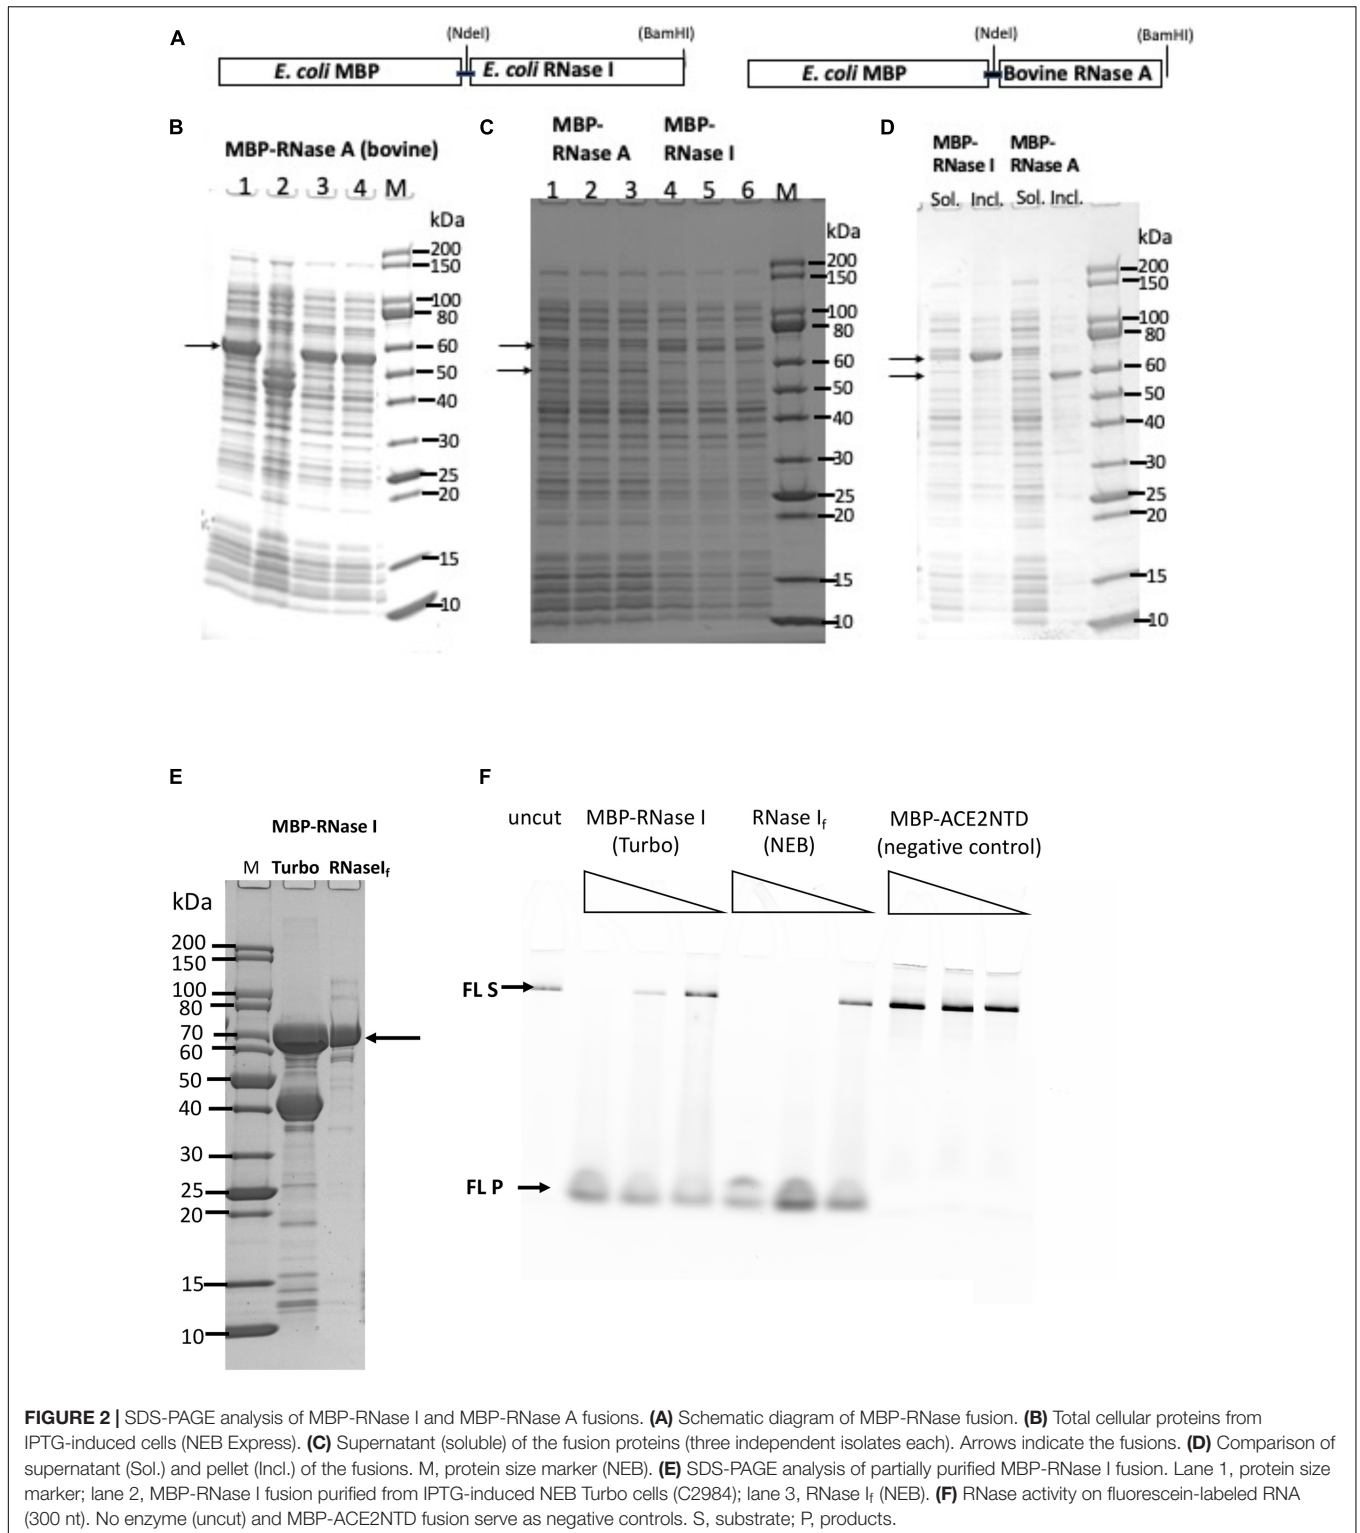 A
(NdeI) (BamHI) (NdeI) (BamHI)
E. coli MBP E. coli RNase I E. coli MBP Bovine RNase A
B
MBP-RNase A (bovine)
1 2 3 4 M
kDa
200
150
100
80
60
50
40
30
25
20
15
10
C
MBP- MBP-
RNase A RNase I
1 2 3 4 5 6 M
kDa
200
150
100
80
60
50
40
30
25
20
15
10
D
MBP- MBP-
RNase I RNase A
Sol. Incl. Sol. Incl.
kDa
200
150
100
80
60
50
40
30
25
20
15
10
E
MBP-RNase I
M Turbo RNaseIf
kDa
200
150
100
80
70
60
50
40
30
25
20
15
10
F
uncut MBP-RNase I RNase If MBP-ACE2NTD
(Turbo) (NEB) (negative control)
FL S
FL P
FIGURE 2 | SDS-PAGE analysis of MBP-RNase I and MBP-RNase A fusions. (A) Schematic diagram of MBP-RNase fusion. (B) Total cellular proteins from
IPTG-induced cells (NEB Express). (C) Supernatant (soluble) of the fusion proteins (three independent isolates each). Arrows indicate the fusions. (D) Comparison of
supernatant (Sol.) and pellet (Incl.) of the fusions. M, protein size marker (NEB). (E) SDS-PAGE analysis of partially purified MBP-RNase I fusion. Lane 1, protein size
marker; lane 2, MBP-RNase I fusion purified from IPTG-induced NEB Turbo cells (C2984); lane 3, RNase If (NEB). (F) RNase activity on fluorescein-labeled RNA
(300 nt). No enzyme (uncut) and MBP-ACE2NTD fusion serve as negative controls. S, substrate; P, products.